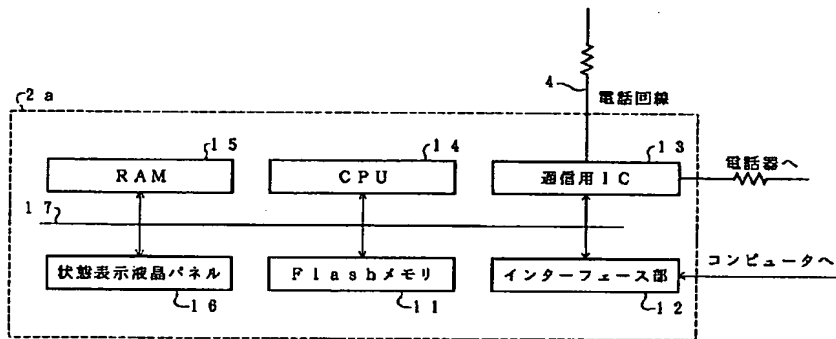 4
電話回線
2 a
1 5
1 4
1 3
RAM
CPU
通信用IC
電話器へ
1 7
状態表示液晶パネル
Flashメモリ
インターフェース部
コンピュータへ
1 6
1 1
1 2